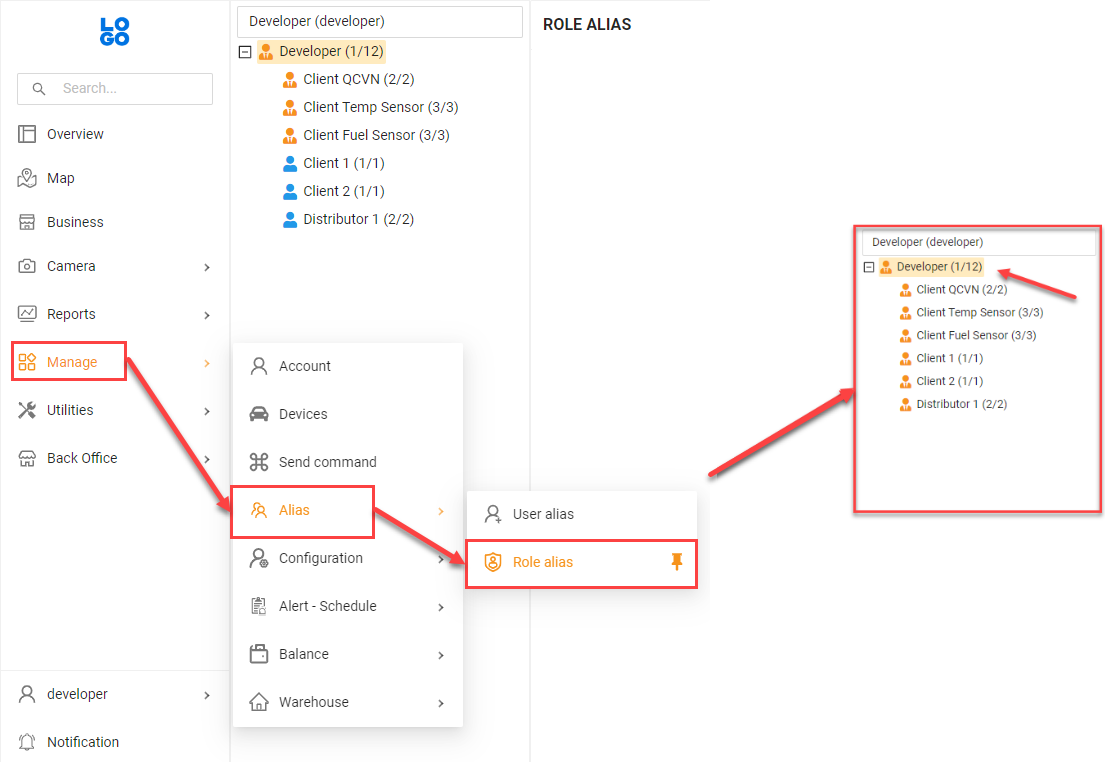 LO
GO
Search...
Overview
Map
Business
Camera
Reports
Manage
Utilities
Back Office
developer
Notification
Developer (developer)
Developer (1/12)
Client QCVN (2/2)
Client Temp Sensor (3/3)
Client Fuel Sensor (3/3)
Client 1 (1/1)
Client 2 (1/1)
Distributor 1 (2/2)
Account
Devices
Send command
Alias
Configuration
Alert - Schedule
Balance
Warehouse
User alias
Role alias
ROLE ALIAS
Developer (developer)
Developer (1/12)
Client QCVN (2/2)
Client Temp Sensor (3/3)
Client Fuel Sensor (3/3)
Client 1 (1/1)
Client 2 (1/1)
Distributor 1 (2/2)